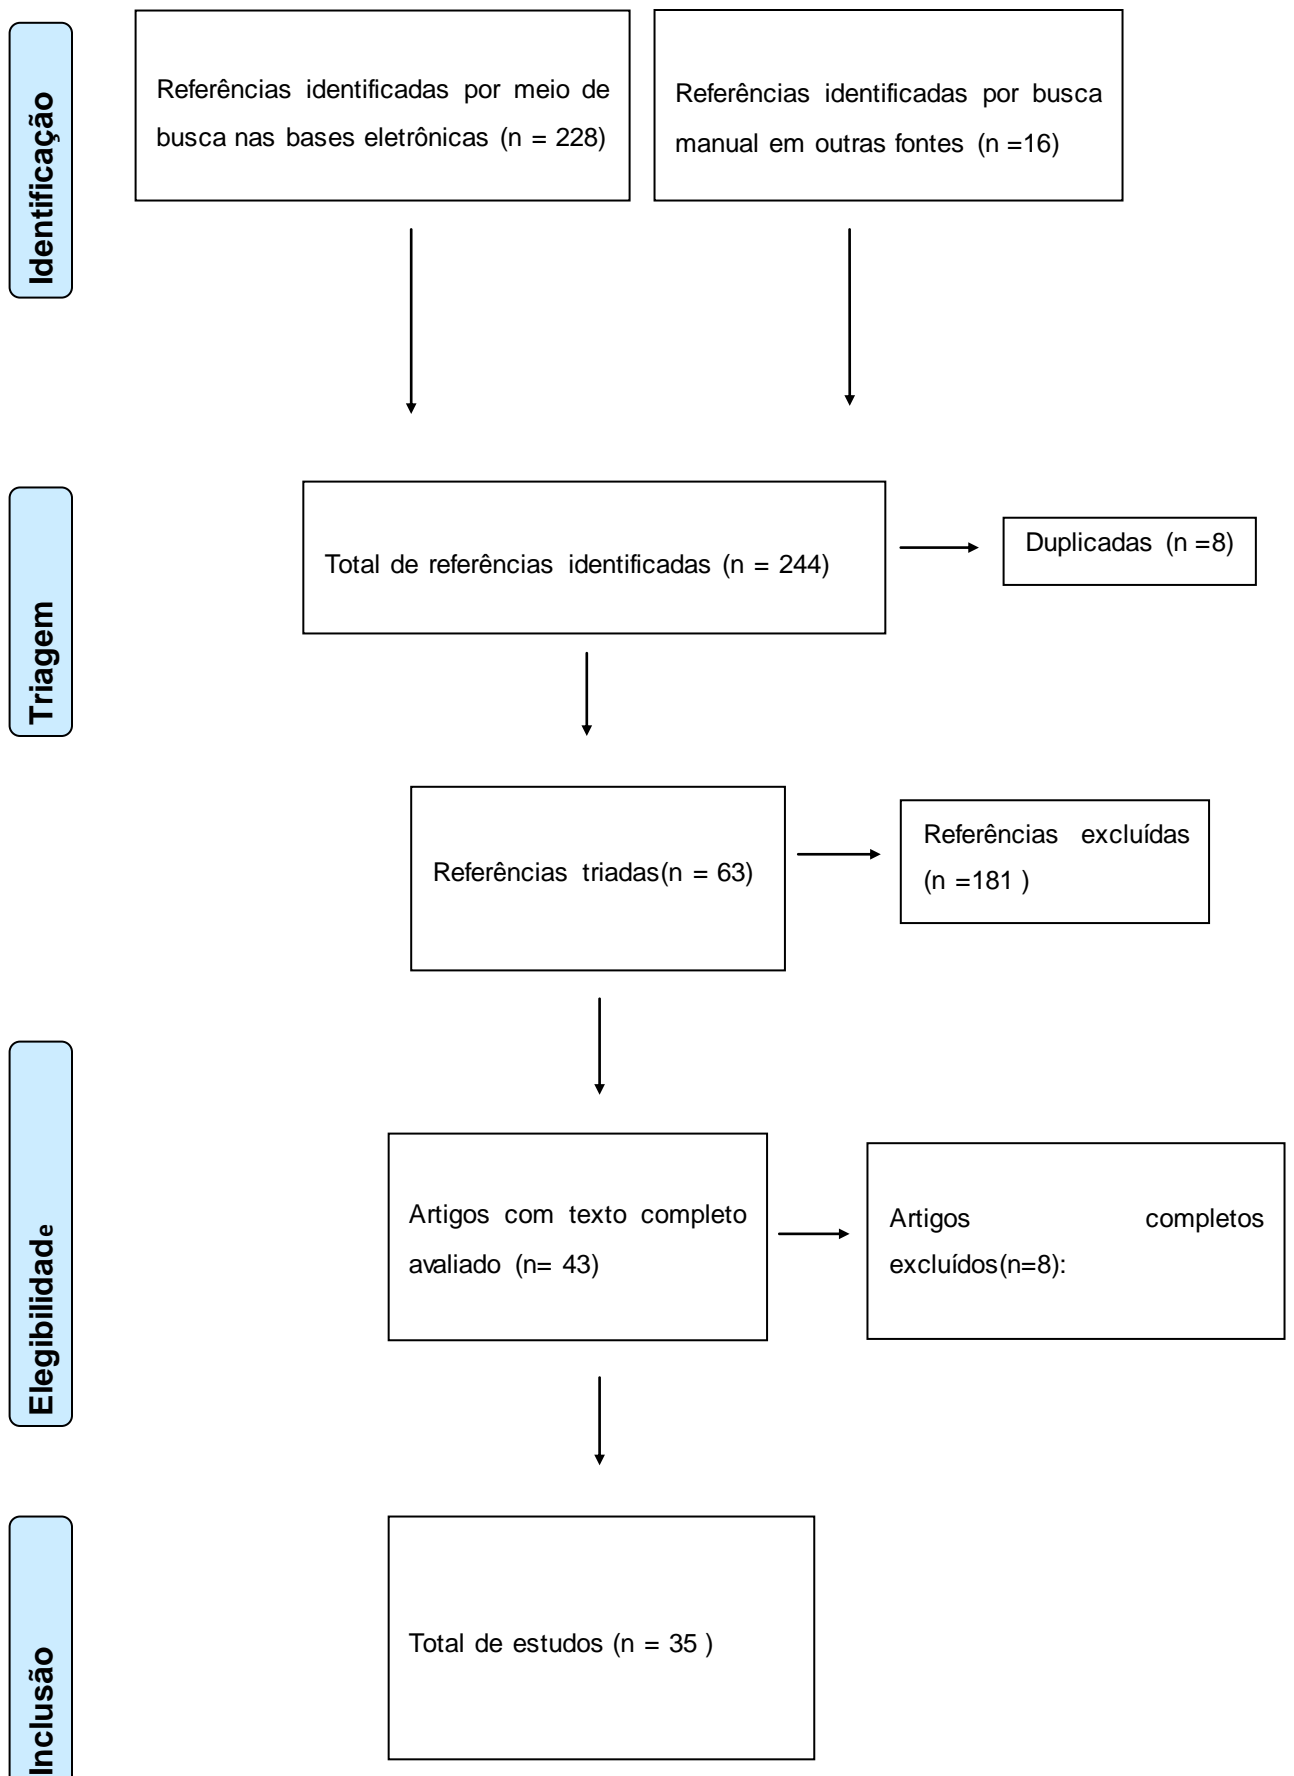 Identificação
Referências identificadas por meio de
busca nas bases eletrônicas (n = 228)
Referências identificadas por busca
manual em outras fontes (n =16)
Triagem
Total de referências identificadas (n = 244)
Duplicadas (n =8)
Referências triadas(n = 63)
Referências excluídas
(n =181 )
Elegibilidade
Artigos com texto completo
avaliado (n= 43)
Artigos completos
excluídos(n=8):
Inclusão
Total de estudos (n = 35 )